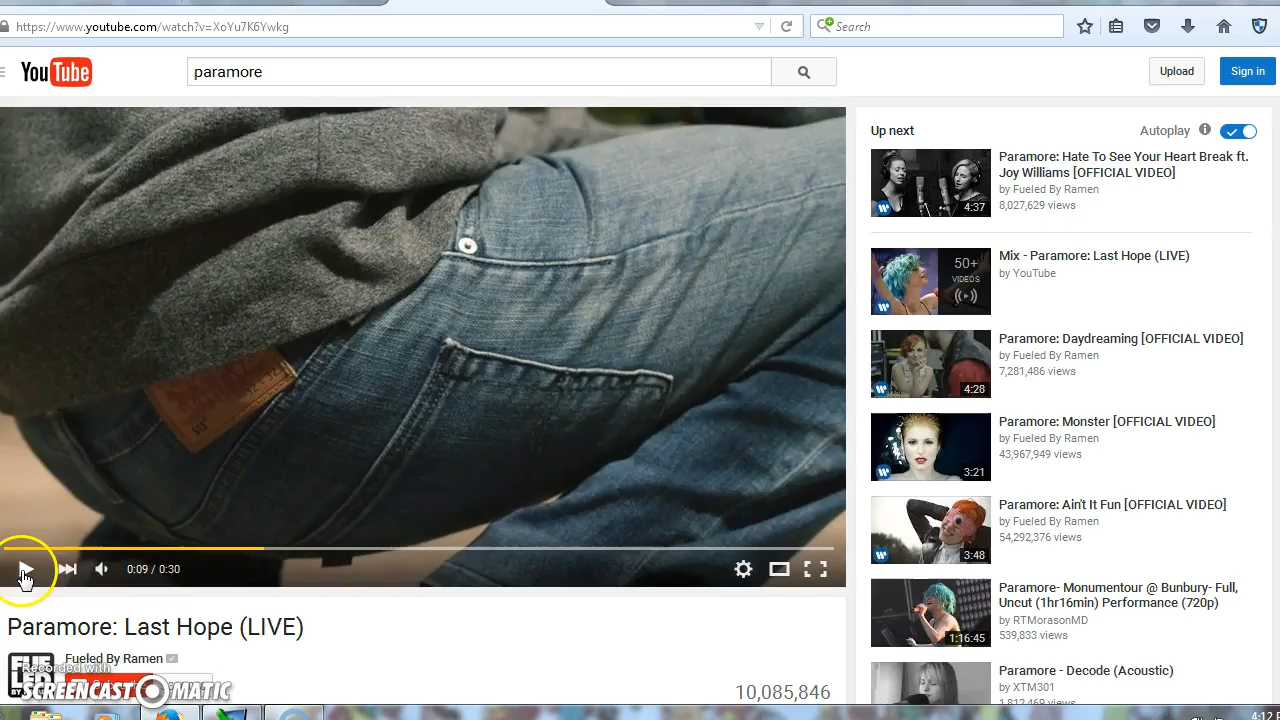 https://www.youtube.com/watch?v=XoYu7K6Ywkg
Search
YouTube
paramore
Upload
Sign in
0:09 / 0:30
Paramore: Last Hope (LIVE)
Fueled By Ramen
10,085,846
Recorded with
SCREENCAST-O-MATIC
Up next
Autoplay
4:37
Paramore: Hate To See Your Heart Break ft.
Joy Williams [OFFICIAL VIDEO]
by Fueled By Ramen
8,027,629 views
50+
VIDEOS
Mix - Paramore: Last Hope (LIVE)
by YouTube
4:28
Paramore: Daydreaming [OFFICIAL VIDEO]
by Fueled By Ramen
7,281,486 views
3:21
Paramore: Monster [OFFICIAL VIDEO]
by Fueled By Ramen
43,967,949 views
3:48
Paramore: Ain't It Fun [OFFICIAL VIDEO]
by Fueled By Ramen
54,292,376 views
1:16:45
Paramore- Monumentour @ Bunbury- Full,
Uncut (1hr16min) Performance (720p)
by RTMorasonMD
539,833 views
Paramore - Decode (Acoustic)
by XTM301
1,812,469 views